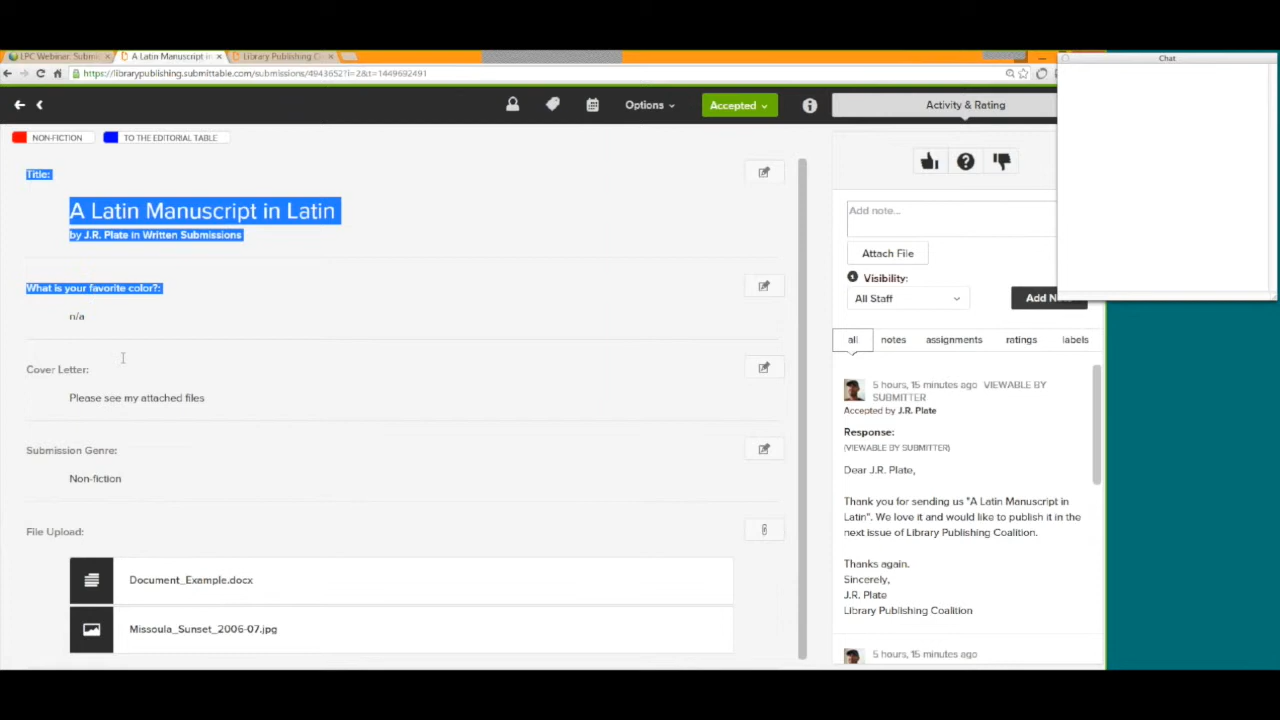 LPC Webinar: Submi
A Latin Manuscript in
Library Publishing C
Chat
https://librarypublishing.submittable.com/submissions/4943652?i=2&t=1449692491
Options
Accepted
Activity & Rating
NON-FICTION
TO THE EDITORIAL TABLE
Title:
A Latin Manuscript in Latin
by J.R. Plate in Written Submissions
What is your favorite color?:
n/a
Cover Letter:
Please see my attached files
Submission Genre:
Non-fiction
File Upload:
Document_Example.docx
Missoula_Sunset_2006-07.jpg
Add note...
Attach File
Visibility:
All Staff
Add N
all
notes
assignments
ratings
labels
5 hours, 15 minutes ago VIEWABLE BY
SUBMITTER
Accepted by J.R. Plate
Response:
(VIEWABLE BY SUBMITTER)
Dear J.R. Plate,
Thank you for sending us "A Latin Manuscript in
Latin". We love it and would like to publish it in the
next issue of Library Publishing Coalition.
Thanks again.
Sincerely,
J.R. Plate
Library Publishing Coalition
5 hours, 15 minutes ago